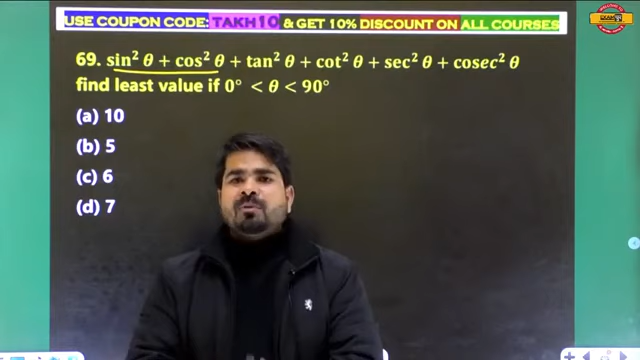 USE COUPON CODE: TAKH10 & GET 10% DISCOUNT ON ALL COURSES
69. sin² θ + cos² θ + tan² θ + cot² θ + sec² θ + cosec² θ
find least value if 0° < θ < 90°
(a) 10
(b) 5
(c) 6
(d) 7